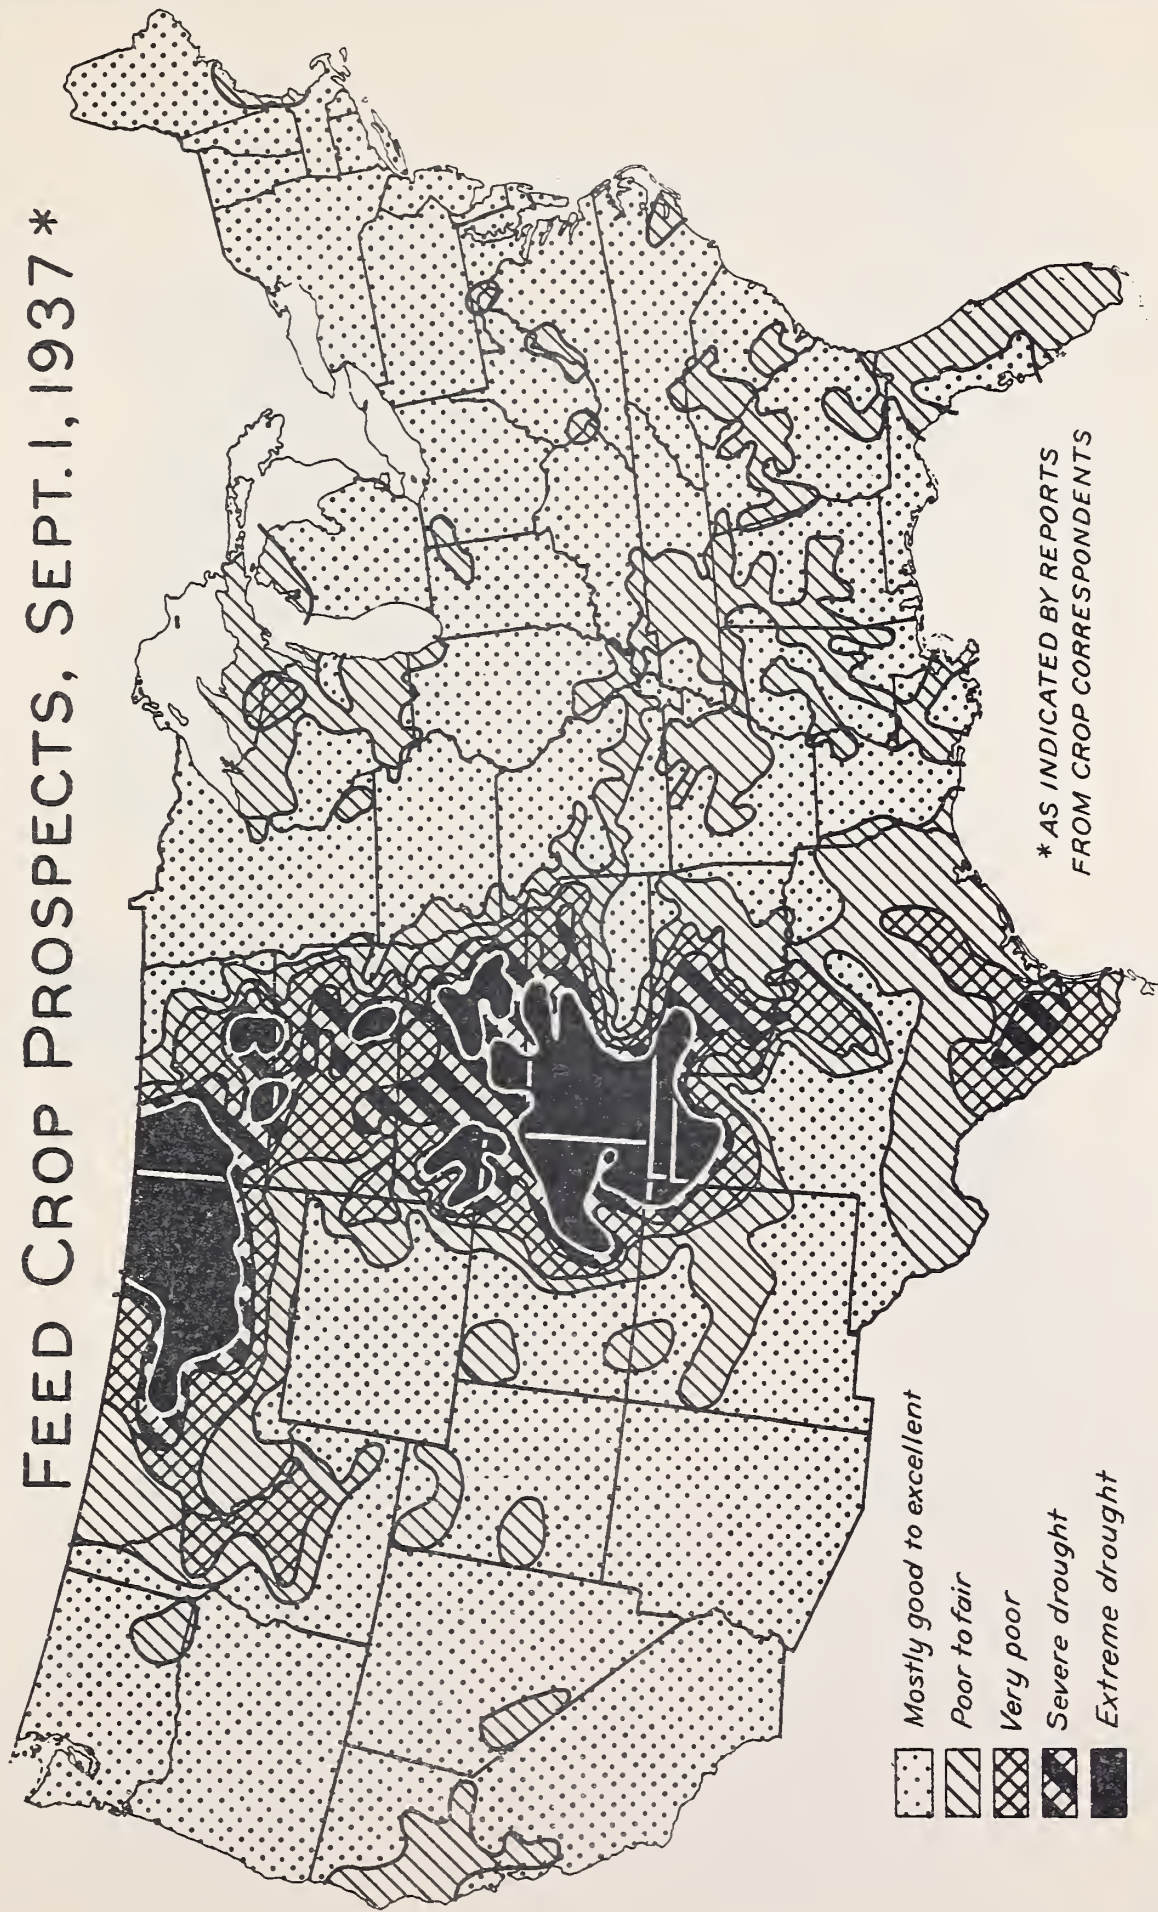 FEED CROP PROSPECTS, SEPT. 1, 1937 *
* AS INDICATED BY REPORTS
FROM CROP CORRESPONDENTS
Mostly good to excellent
Poor to fair
Very poor
Severe drought
Extreme drought